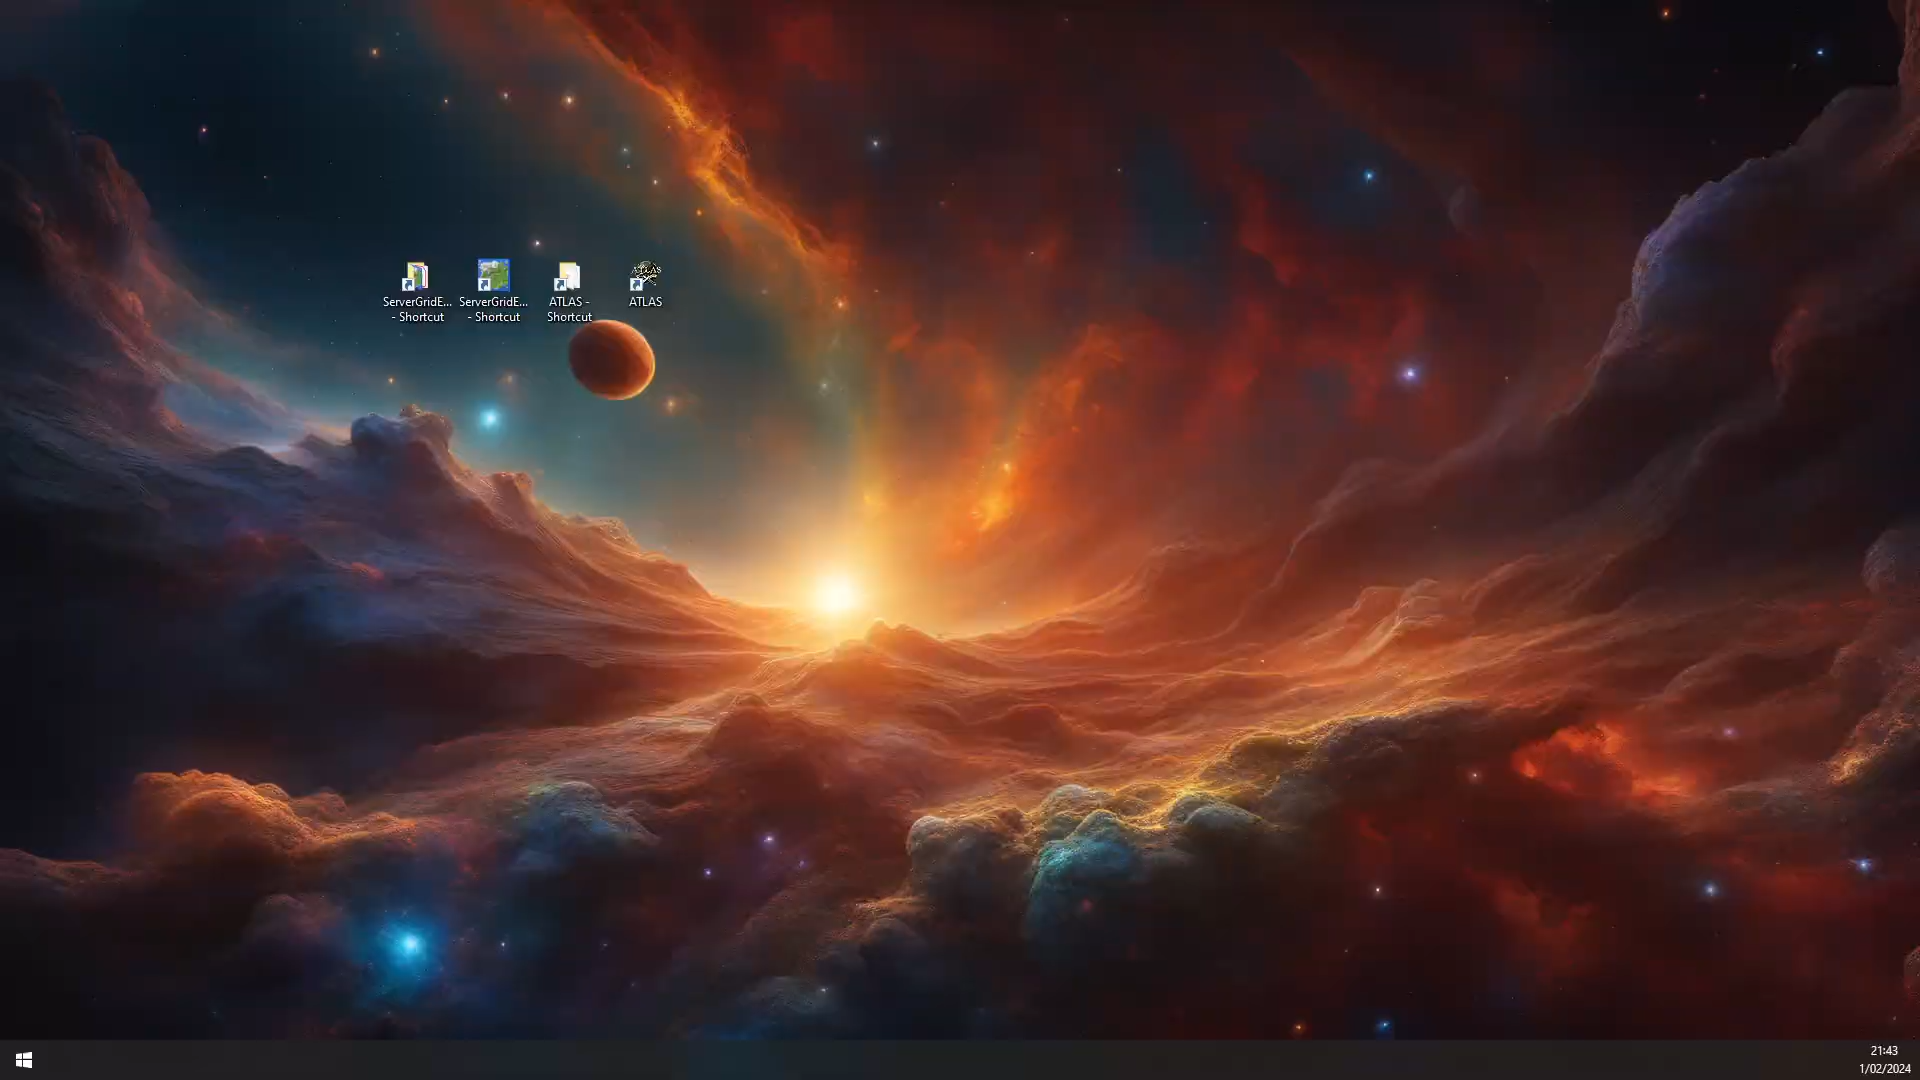 ServerGridE... - Shortcut
ServerGridE... - Shortcut
ATLAS - Shortcut
ATLAS
21:43
1/02/2024